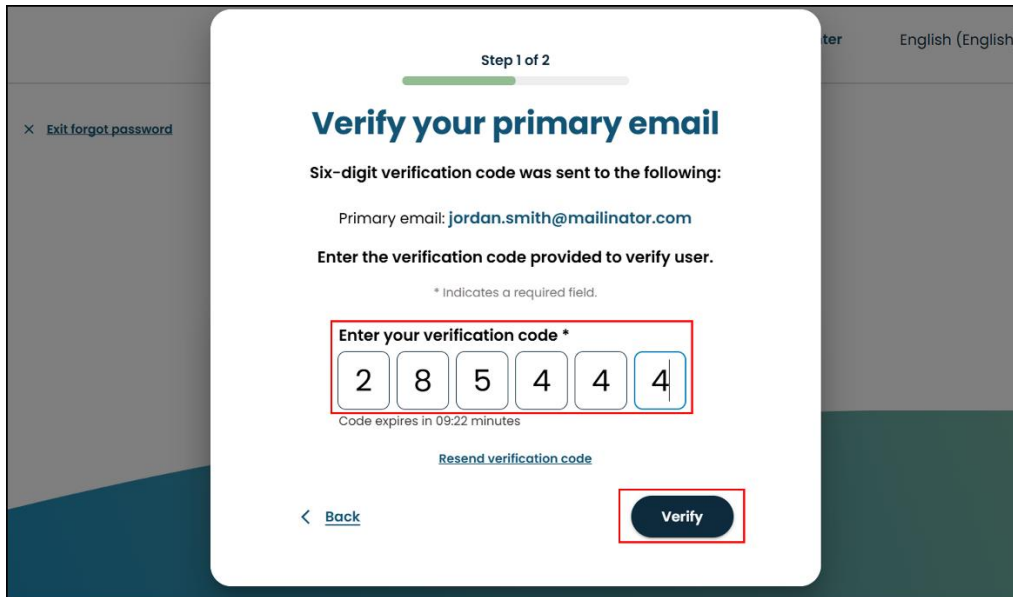 Step 1 of 2
ter
English (English
× Exit forgot password
Verify your primary email
Six-digit verification code was sent to the following:
Primary email: jordan.smith@mailinator.com
Enter the verification code provided to verify user.
* Indicates a required field.
Enter your verification code *
2 8 5 4 4 4
Code expires in 09:22 minutes
Resend verification code
Back
Verify